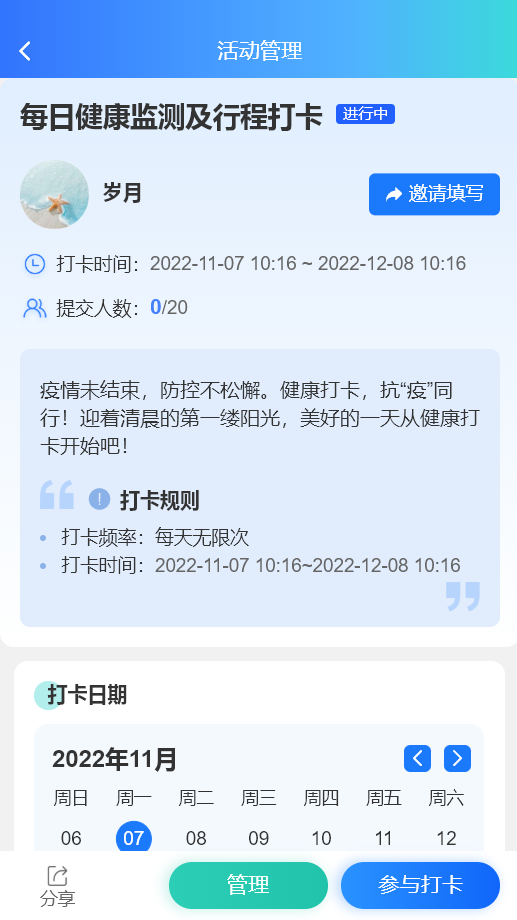 活动管理
每日健康监测及行程打卡 进行中
岁月
邀请填写
打卡时间：2022-11-07 10:16 ~ 2022-12-08 10:16
提交人数：0/20
疫情未结束，防控不松懈。健康打卡，抗“疫”同
行！迎着清晨的第一缕阳光，美好的一天从健康打
卡开始吧！
打卡规则
打卡频率：每天无限次
打卡时间：2022-11-07 10:16~2022-12-08 10:16
打卡日期
2022年11月
周日 周一 周二 周三 周四 周五 周六
06 07 08 09 10 11 12
分享 管理 参与打卡